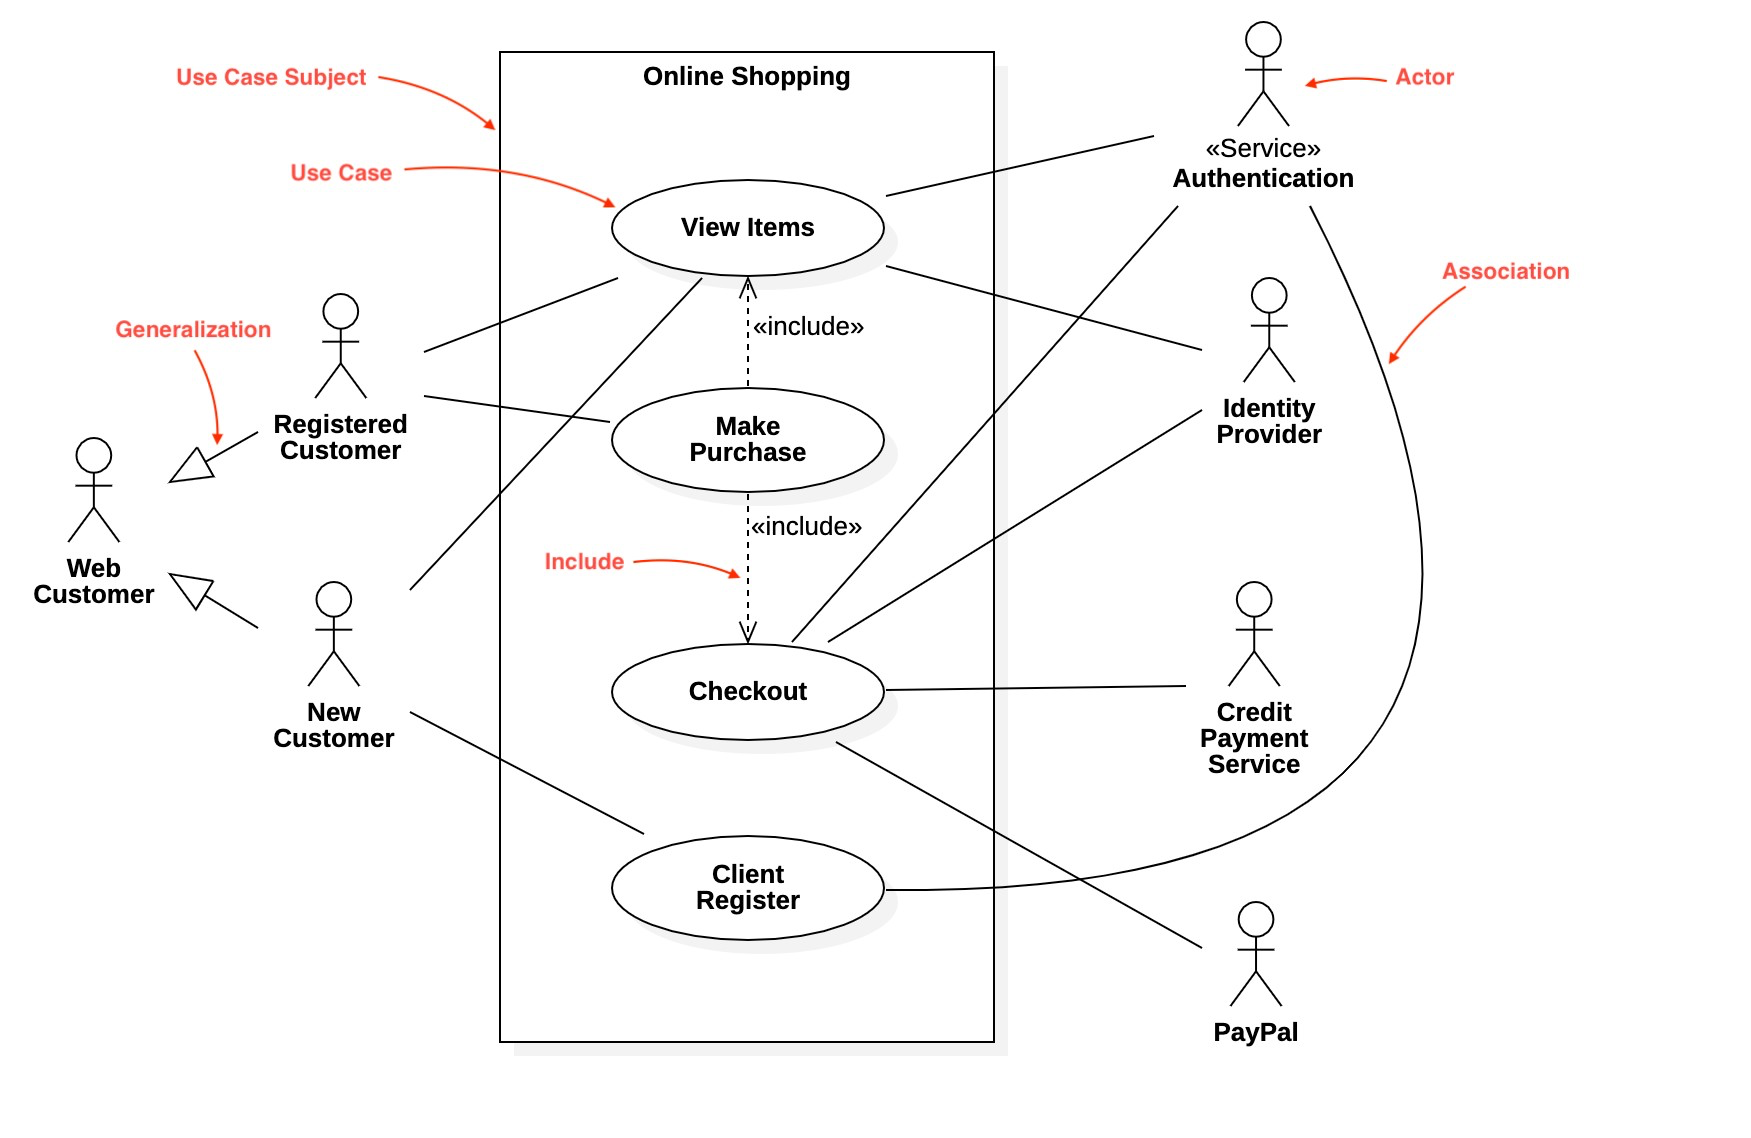 Use Case Subject
Online Shopping
Actor
«Service»
Authentication
Use Case
View Items
Association
Generalization
«include»
Registered
Customer
Make
Purchase
Identity
Provider
Web
Customer
«include»
Include
Checkout
New
Customer
Credit
Payment
Service
Client
Register
PayPal